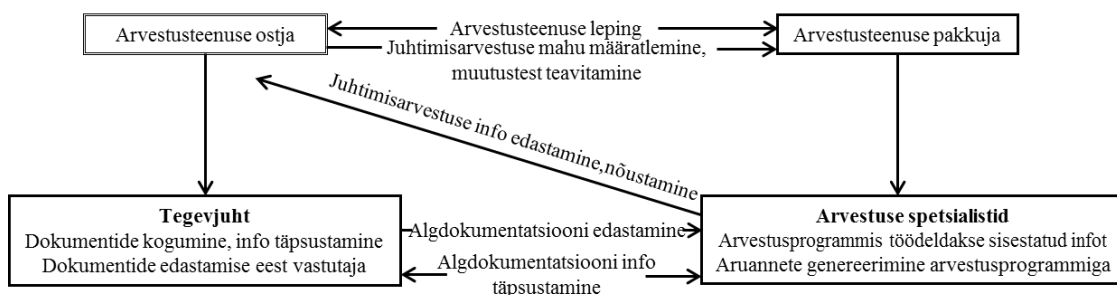 Arvestusteenuse ostja
Arvestusteenuse leping
Juhtimisarvestuse mahu määratlemine,
muutustest teavitamine
Arvestusteenuse pakkuja
Juhtimisarvestuse info edastamine,nõustamine
Tegevjuht
Dokumentide kogumine, info täpsustamine
Dokumentide edastamise eest vastutaja
Algdokumentatsiooni edastamine
Algdokumentatsiooni info
täpsustamine
Arvestuse spetsialistid
Arvestusprogrammis töödeldakse sisestatud infot
Aruannete genereerimine arvestusprogrammiga